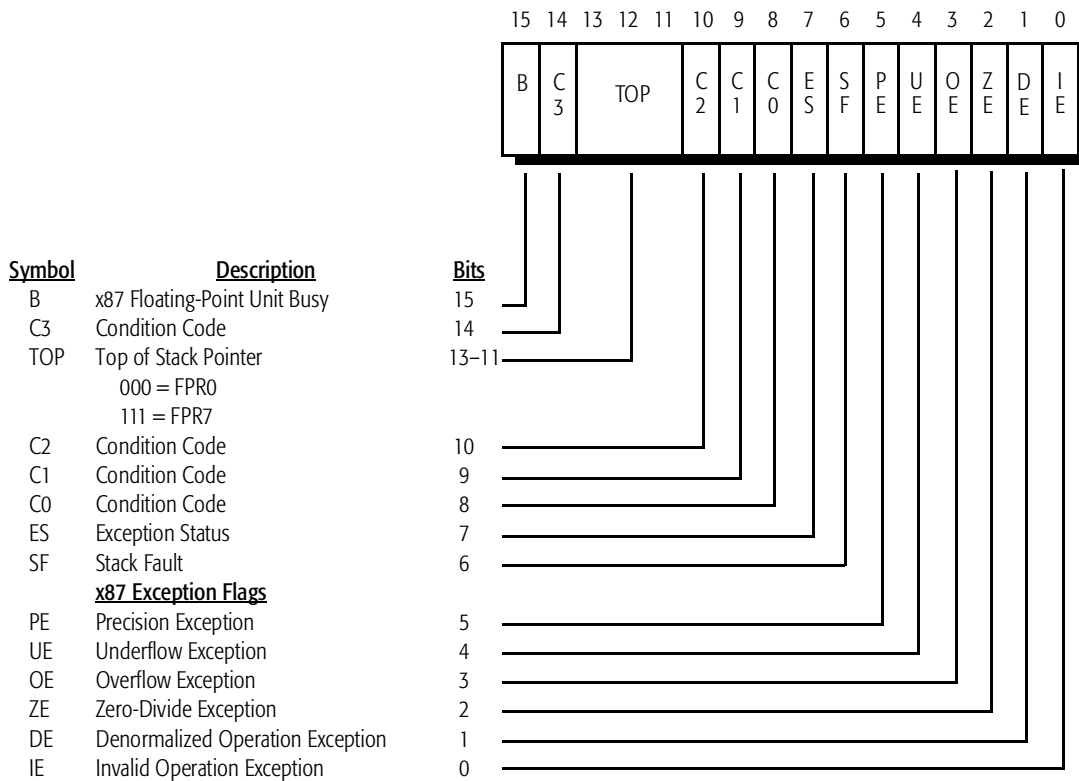 15 14 13 12 11 10 9 8 7 6 5 4 3 2 1 0
B C3 TOP C2 C1 C0 ES SF PE UE OE ZE DE IE
Symbol Description Bits
B x87 Floating-Point Unit Busy 15
C3 Condition Code 14
TOP Top of Stack Pointer 13–11
000 = FPR0
111 = FPR7
C2 Condition Code 10
C1 Condition Code 9
C0 Condition Code 8
ES Exception Status 7
SF Stack Fault 6
x87 Exception Flags
PE Precision Exception 5
UE Underflow Exception 4
OE Overflow Exception 3
ZE Zero-Divide Exception 2
DE Denormalized Operation Exception 1
IE Invalid Operation Exception 0